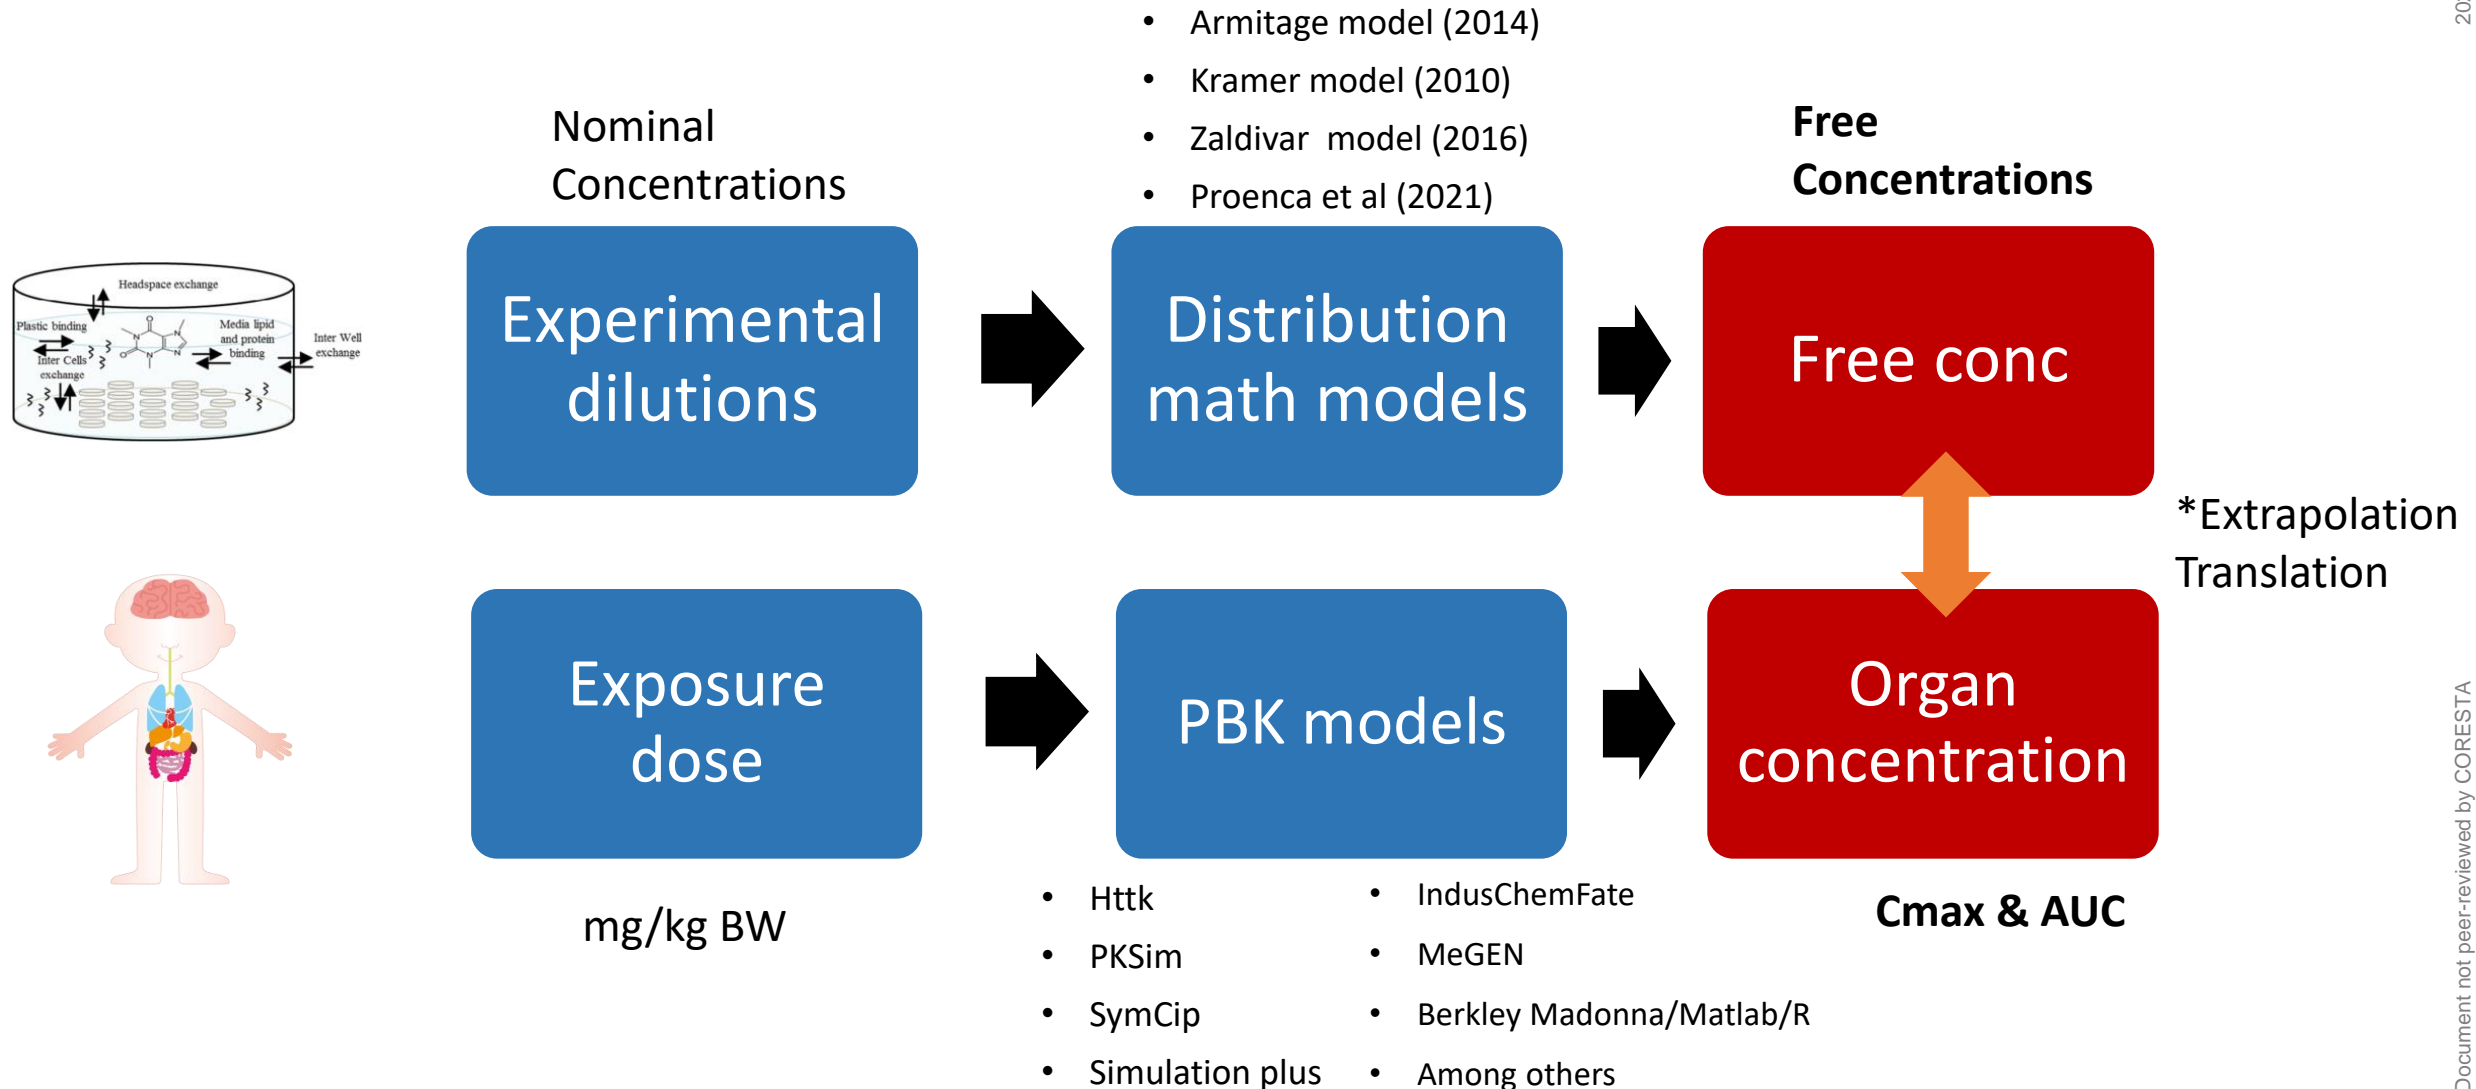 • Armitage model (2014)
• Kramer model (2010)
• Zaldivar  model (2016)
• Proenca et al (2021)
Nominal
Concentrations
Free
Concentrations
Headspace exchange
Plastic binding
Media lipid
and protein
binding
Inter Cells
exchange
Inter Well
exchange
Experimental
dilutions
Distribution
math models
Free conc
*Extrapolation
Translation
Exposure
dose
PBK models
Organ
concentration
mg/kg BW
• Httk
• PKSim
• SymCip
• Simulation plus
• IndusChemFate
• MeGEN
• Berkley Madonna/Matlab/R
• Among others
Cmax & AUC
Document not peer-reviewed by CORESTA